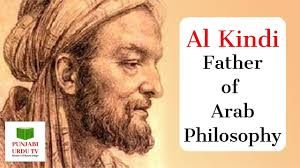 Al Kindi
Father
of
Arab
Philosophy
PUNJABI
URDU TV